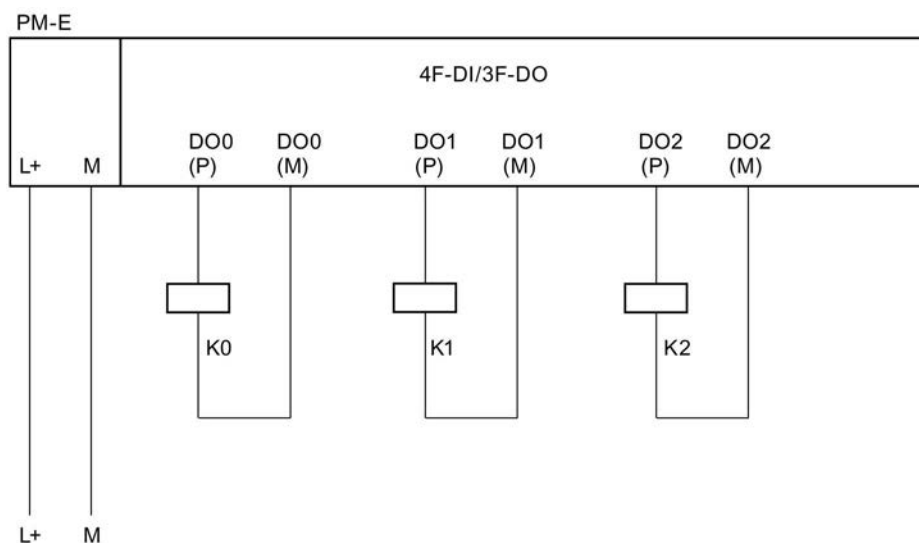 PM-E
4F-DI/3F-DO
L+ M DO0 (P) DO0 (M) DO1 (P) DO1 (M) DO2 (P) DO2 (M)
K0 K1 K2
L+ M